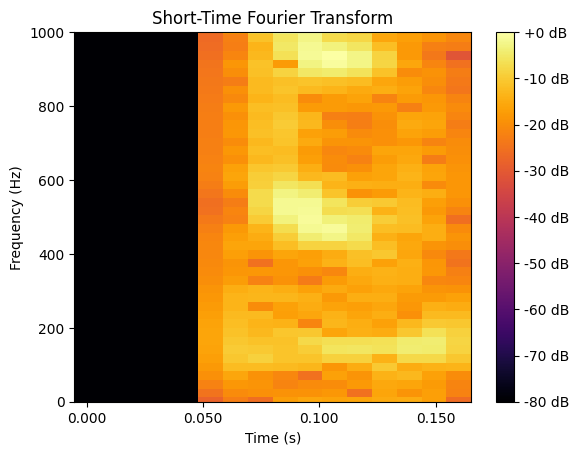 Short-Time Fourier Transform
Frequency (Hz)
1000
800
600
400
200
0
0.000
0.050
0.100
0.150
Time (s)
+0 dB
-10 dB
-20 dB
-30 dB
-40 dB
-50 dB
-60 dB
-70 dB
-80 dB